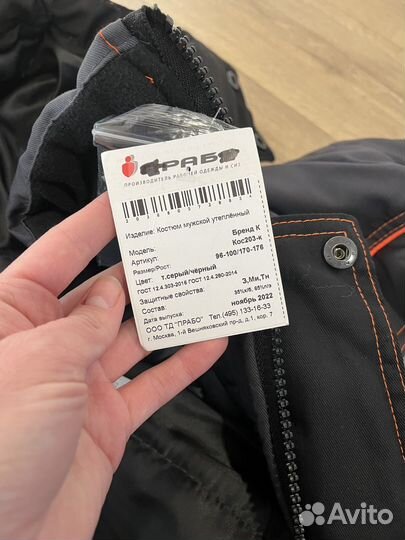 ПРОИЗВОДИТЕЛЬ РАБОЧЕЙ ОДЕЖДЫ И СИЗ
Изделие: Костюм мужской утеплённый
Модель: Бренд К
Артикул: Кос203-к
Размер/Рост: 96-100/170-176
Цвет: т.серый/черный
ГОСТ 12.4.303-2016 ГОСТ 12.4.280-2014
Защитные свойства: З,Ми,Тн
Состав: 35%хб, 65%пэ
Дата выпуска: ноябрь 2022
ООО ТД "ПРАБО" Тел.(495) 133-16-33
г. Москва, 1-й Вешняковский пр-д, д.1, кор. 7
Avito